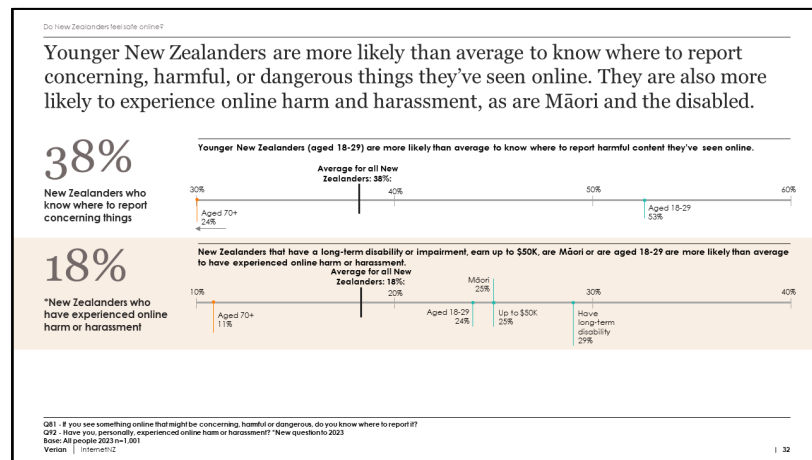 Do New Zealanders feel safe online?
Younger New Zealanders are more likely than average to know where to report
concerning, harmful, or dangerous things they've seen online. They are also more
likely to experience online harm and harassment, as are Māori and the disabled.
38%
New Zealanders who
know where to report
concerning things
Younger New Zealanders (aged 18-29) are more likely than average to know where to report harmful content they've seen online.
Average for all New
Zealanders: 38%:
30%
40%
50%
60%
Aged 70+
24%
Aged 18-29
53%
18%
*New Zealanders who
have experienced online
harm or harassment
New Zealanders that have a long-term disability or impairment, earn up to $50K, are Māori or are aged 18-29 are more likely than average
to have experienced online harm or harassment.
Average for all New
Zealanders: 18%:
10%
20%
30%
40%
Māori
25%
Aged 70+
11%
Aged 18-29
24%
Up to $50K
25%
Have
long-term
disability
29%
Q81 - If you see something online that might be concerning, harmful or dangerous, do you know where to report it?
Q92 - Have you, personally, experienced online harm or harassment? *New question to 2023
Base: All people 2023 n=1,001
Verian | InternetNZ
| 32